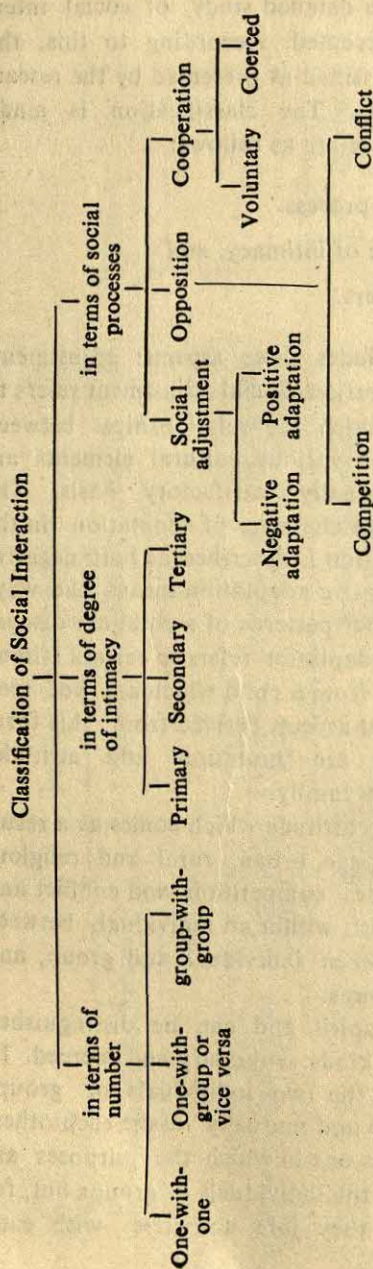 Classification of Social Interaction
in terms of
number
in terms of degree
of intimacy
in terms of social
processes
One-with-
one
One-with-
group or
vice versa
group-with-
group
Primary
Secondary
Tertiary
Social
adjustment
Opposition
Cooperation
Negative
adaptation
Positive
adaptation
Voluntary
Coerced
Competition
Conflict